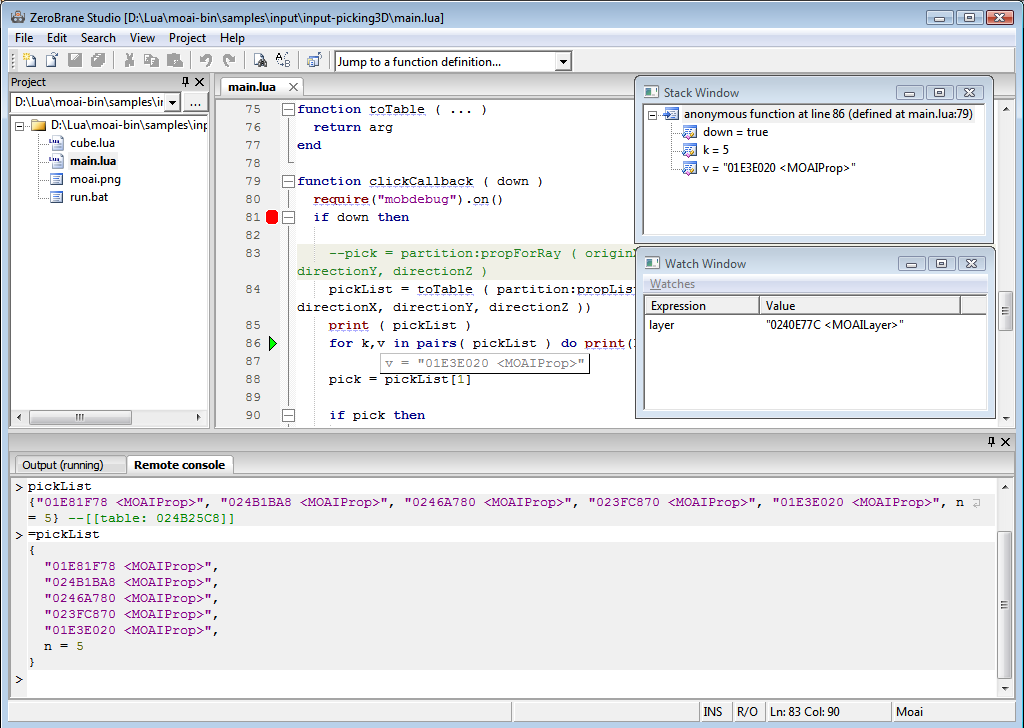 ZeroBrane Studio [D:\Lua\moai-bin\samples\input\input-picking3D\main.lua]
File Edit Search View Project Help
Jump to a function definition...
Project
D:\Lua\moai-bin\samples\ir
...
D:\Lua\moai-bin\samples\inp
cube.lua
main.lua
moai.png
run.bat
main.lua
75 function toTable ( ... )
76 return arg
77 end
78
79 function clickCallback ( down )
80 require("mobdebug").on()
81 if down then
82
83 --pick = partition:propForRay ( origin
directionY, directionZ )
84 pickList = toTable ( partition:propLis
directionX, directionY, directionZ ))
85 print ( pickList )
86 for k,v in pairs( pickList ) do print(
87
v = "01E3E020 <MOAIProp>"
88 pick = pickList[1]
89
90 if pick then
Stack Window
anonymous function at line 86 (defined at main.lua:79)
down = true
k = 5
v = "01E3E020 <MOAIProp>"
Watch Window
Watches
Expression Value
layer "0240E77C <MOAILayer>"
Output (running) Remote console
> pickList
{"01E81F78 <MOAIProp>", "024B1BA8 <MOAIProp>", "0246A780 <MOAIProp>", "023FC870 <MOAIProp>", "01E3E020 <MOAIProp>", n
= 5} --[[table: 024B25C8]]
> =pickList
{
"01E81F78 <MOAIProp>",
"024B1BA8 <MOAIProp>",
"0246A780 <MOAIProp>",
"023FC870 <MOAIProp>",
"01E3E020 <MOAIProp>",
n = 5
}
>
INS R/O Ln: 83 Col: 90 Moai